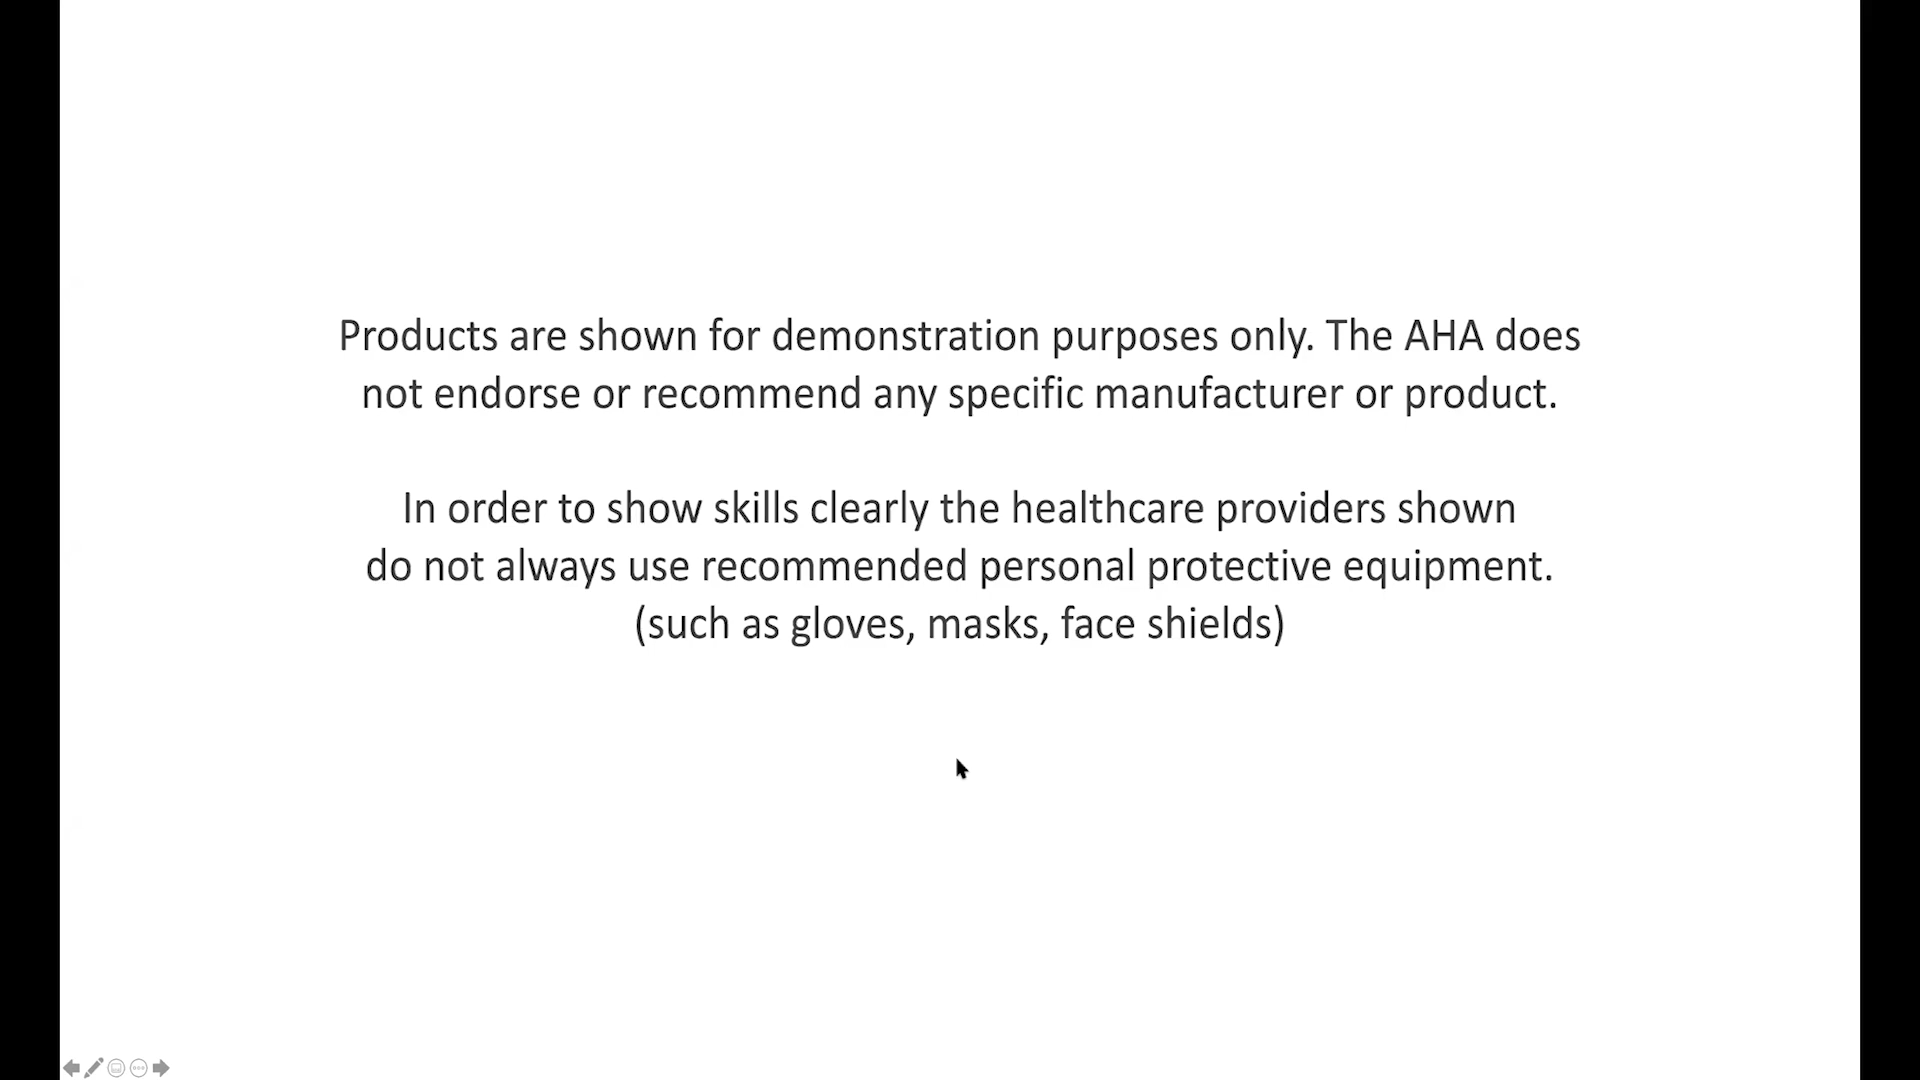 Products are shown for demonstration purposes only. The AHA does
not endorse or recommend any specific manufacturer or product.
In order to show skills clearly the healthcare providers shown
do not always use recommended personal protective equipment.
(such as gloves, masks, face shields)